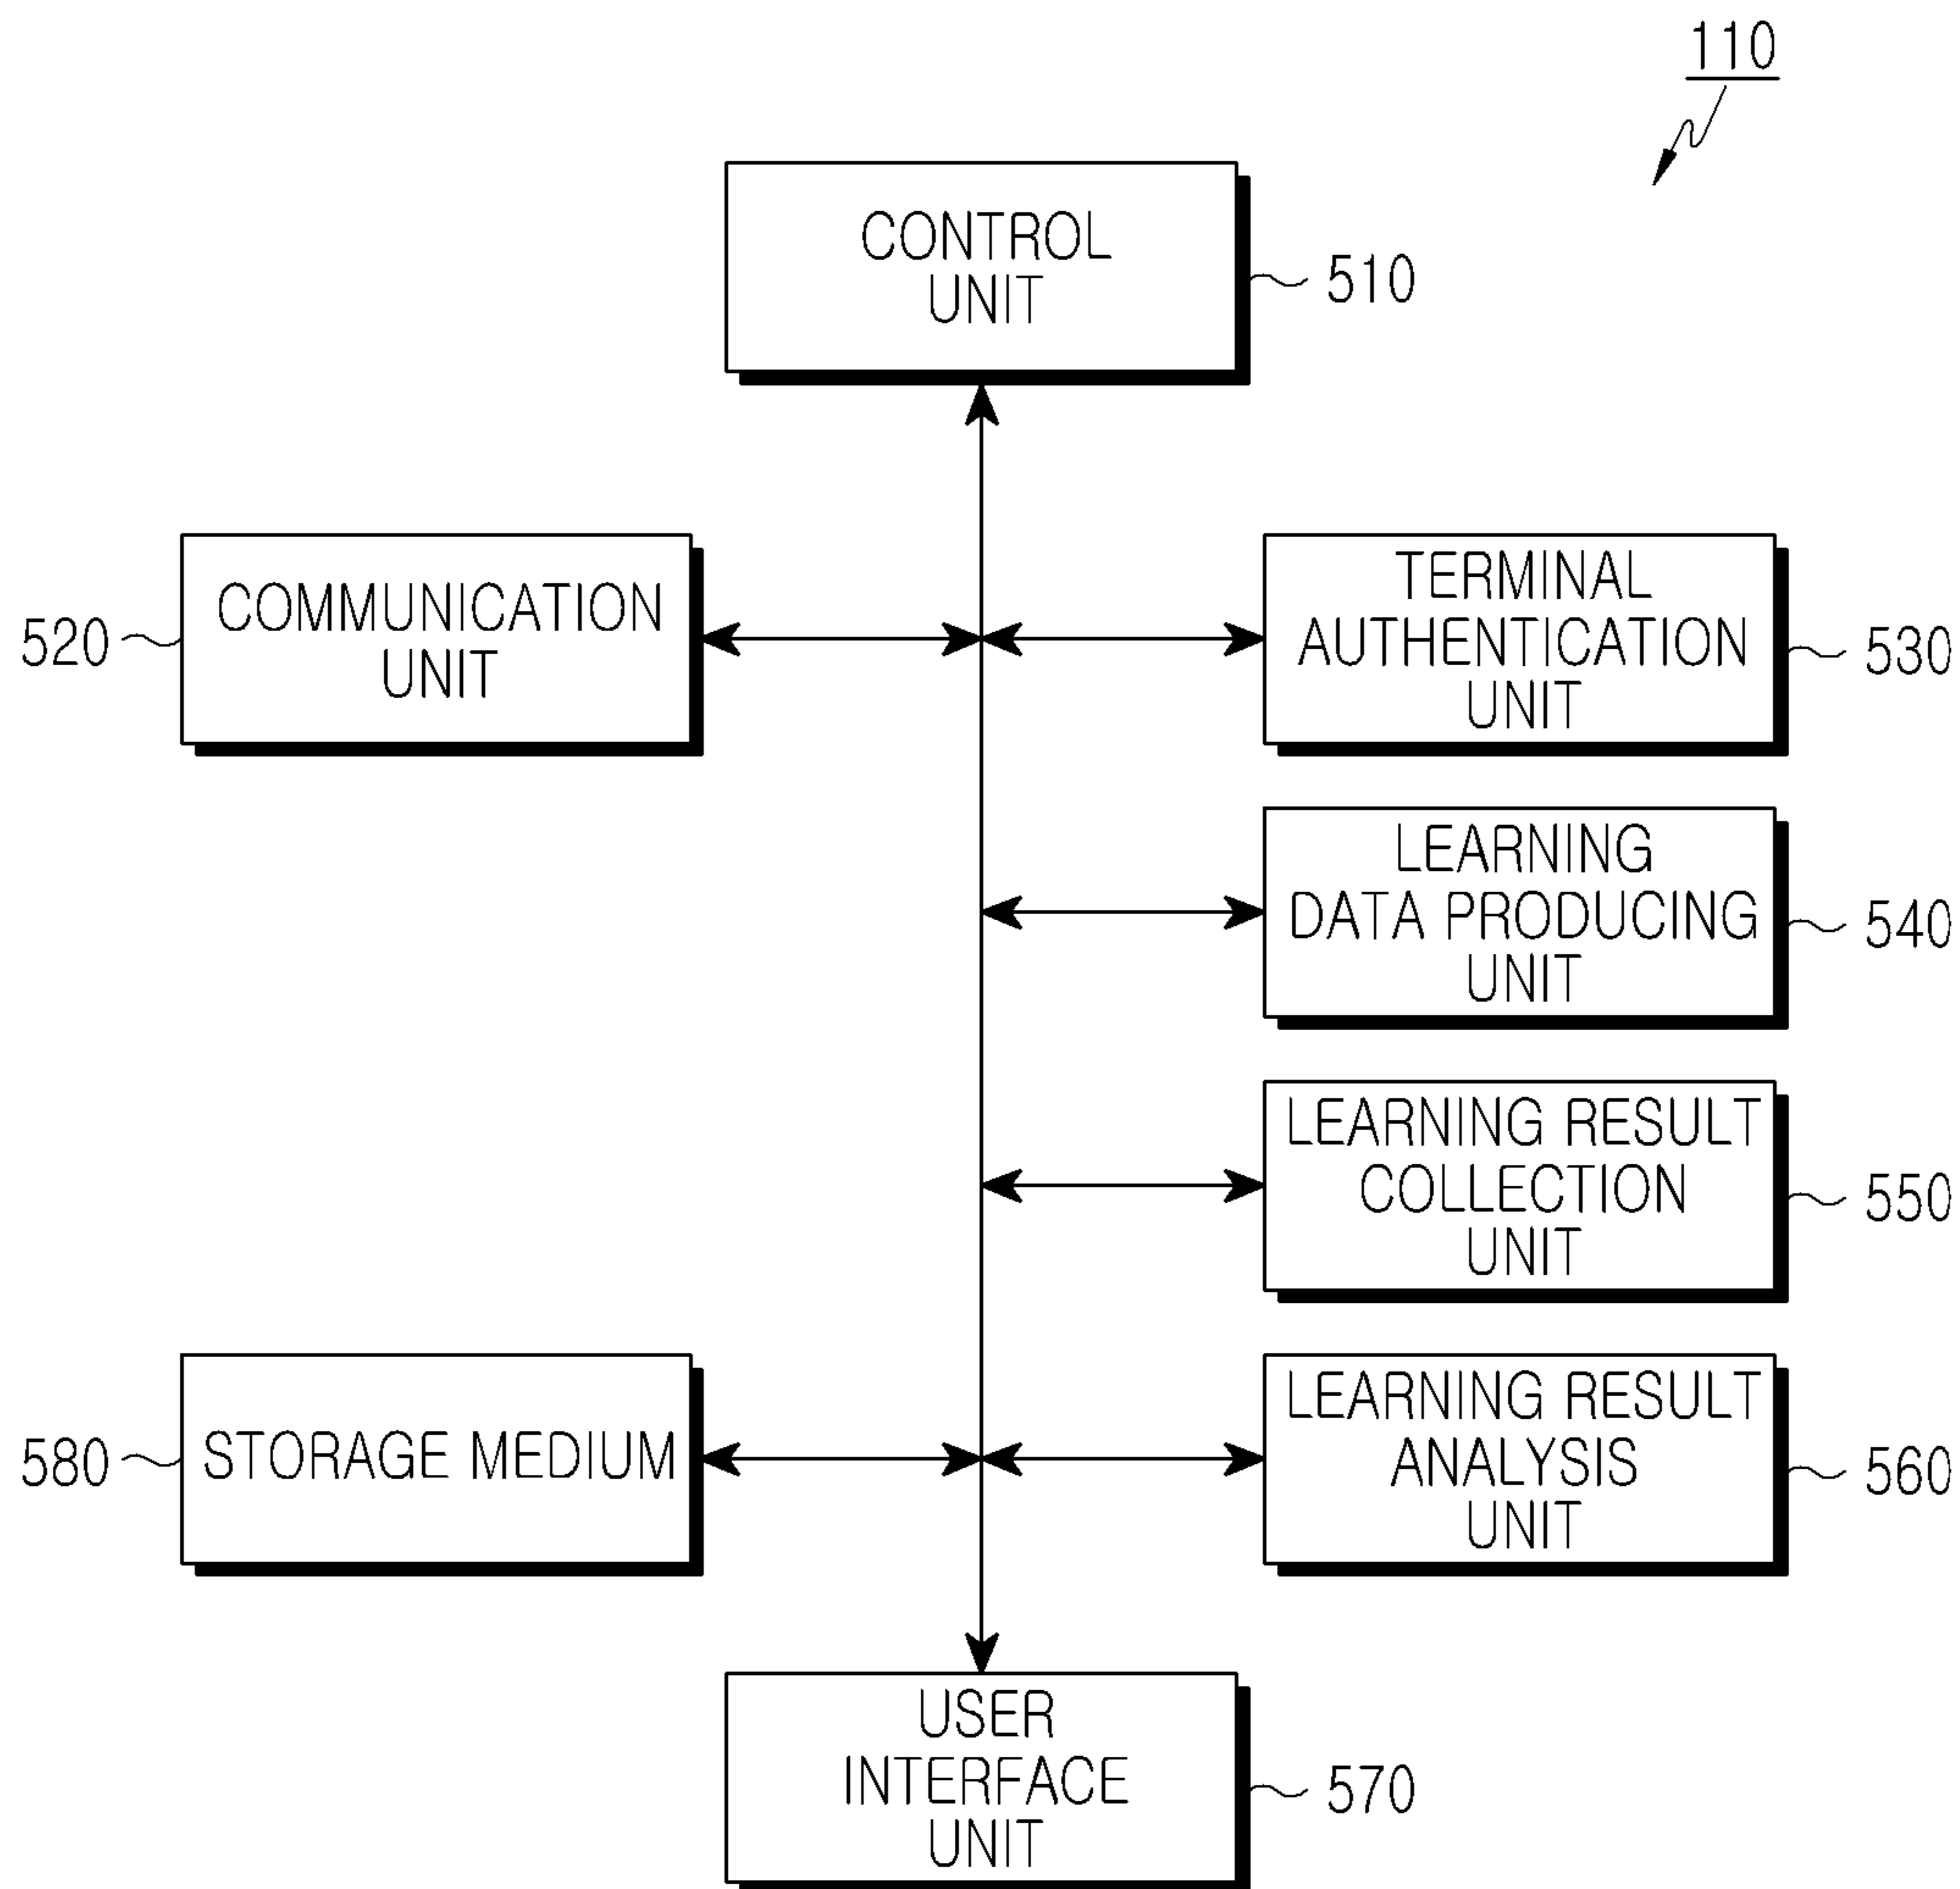 110
CONTROL
UNIT
510
COMMUNICATION
UNIT
520
TERMINAL
AUTHENTICATION
UNIT
530
LEARNING
DATA PRODUCING
UNIT
540
LEARNING RESULT
COLLECTION
UNIT
550
STORAGE MEDIUM
580
LEARNING RESULT
ANALYSIS
UNIT
560
USER
INTERFACE
UNIT
570